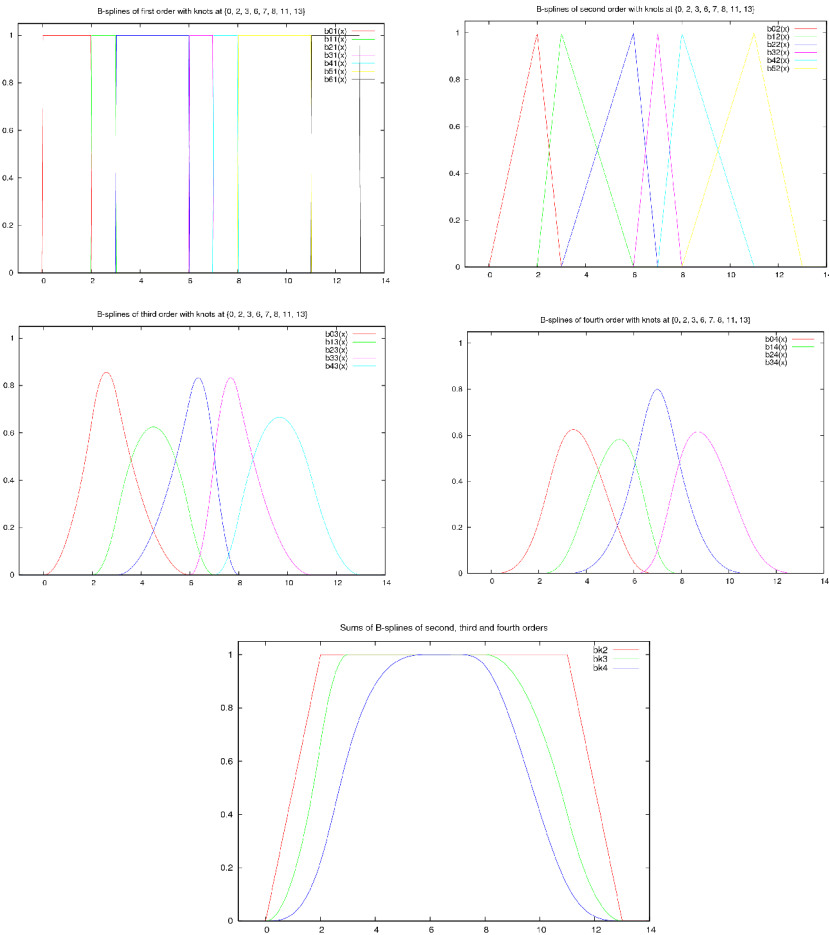 B-splines of first order with knots at {0, 2, 3, 6, 7, 8, 11, 13}
b01(x)
b11(x)
b21(x)
b31(x)
b41(x)
b51(x)
b61(x)
1
0.8
0.6
0.4
0.2
0
0 2 4 6 8 10 12 14
B-splines of second order with knots at {0, 2, 3, 6, 7, 8, 11, 13}
b02(x)
b12(x)
b22(x)
b32(x)
b42(x)
b52(x)
1
0.8
0.6
0.4
0.2
0
0 2 4 6 8 10 12 14
B-splines of third order with knots at {0, 2, 3, 6, 7, 8, 11, 13}
b03(x)
b13(x)
b23(x)
b33(x)
b43(x)
1
0.8
0.6
0.4
0.2
0
0 2 4 6 8 10 12 14
B-splines of fourth order with knots at {0, 2, 3, 6, 7, 8, 11, 13}
b04(x)
b14(x)
b24(x)
b34(x)
1
0.8
0.6
0.4
0.2
0
0 2 4 6 8 10 12 14
Sums of B-splines of second, third and fourth orders
bk2
bk3
bk4
1
0.8
0.6
0.4
0.2
0
0 2 4 6 8 10 12 14